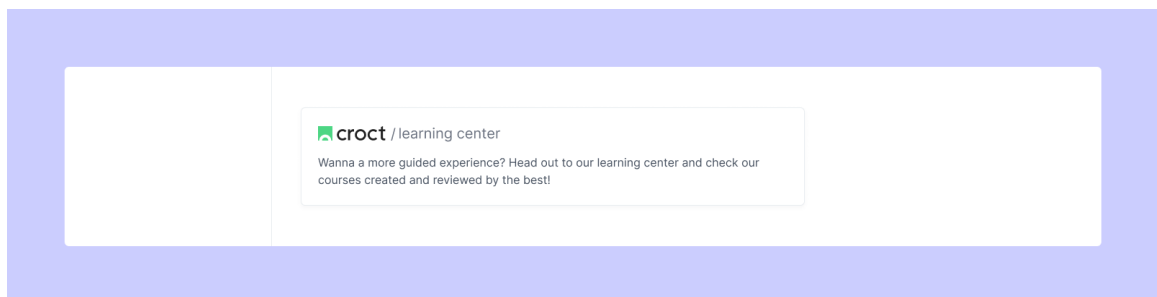 croct / learning center
Wanna a more guided experience? Head out to our learning center and check our
courses created and reviewed by the best!